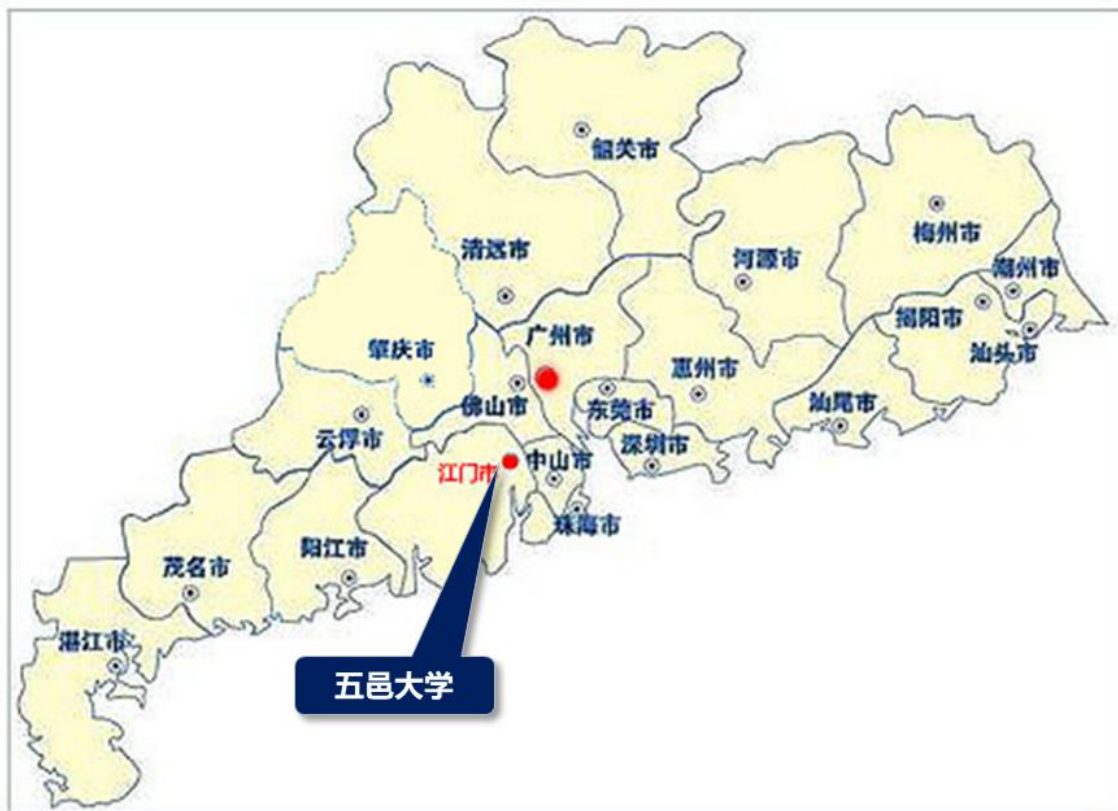 韶关市
梅州市
清远市
河源市
潮州市
揭阳市
广州市
汕头市
肇庆市
惠州市
佛山市
东莞市
汕尾市
云浮市
深圳市
中山市
江门市
珠海市
阳江市
茂名市
湛江市
五邑大学